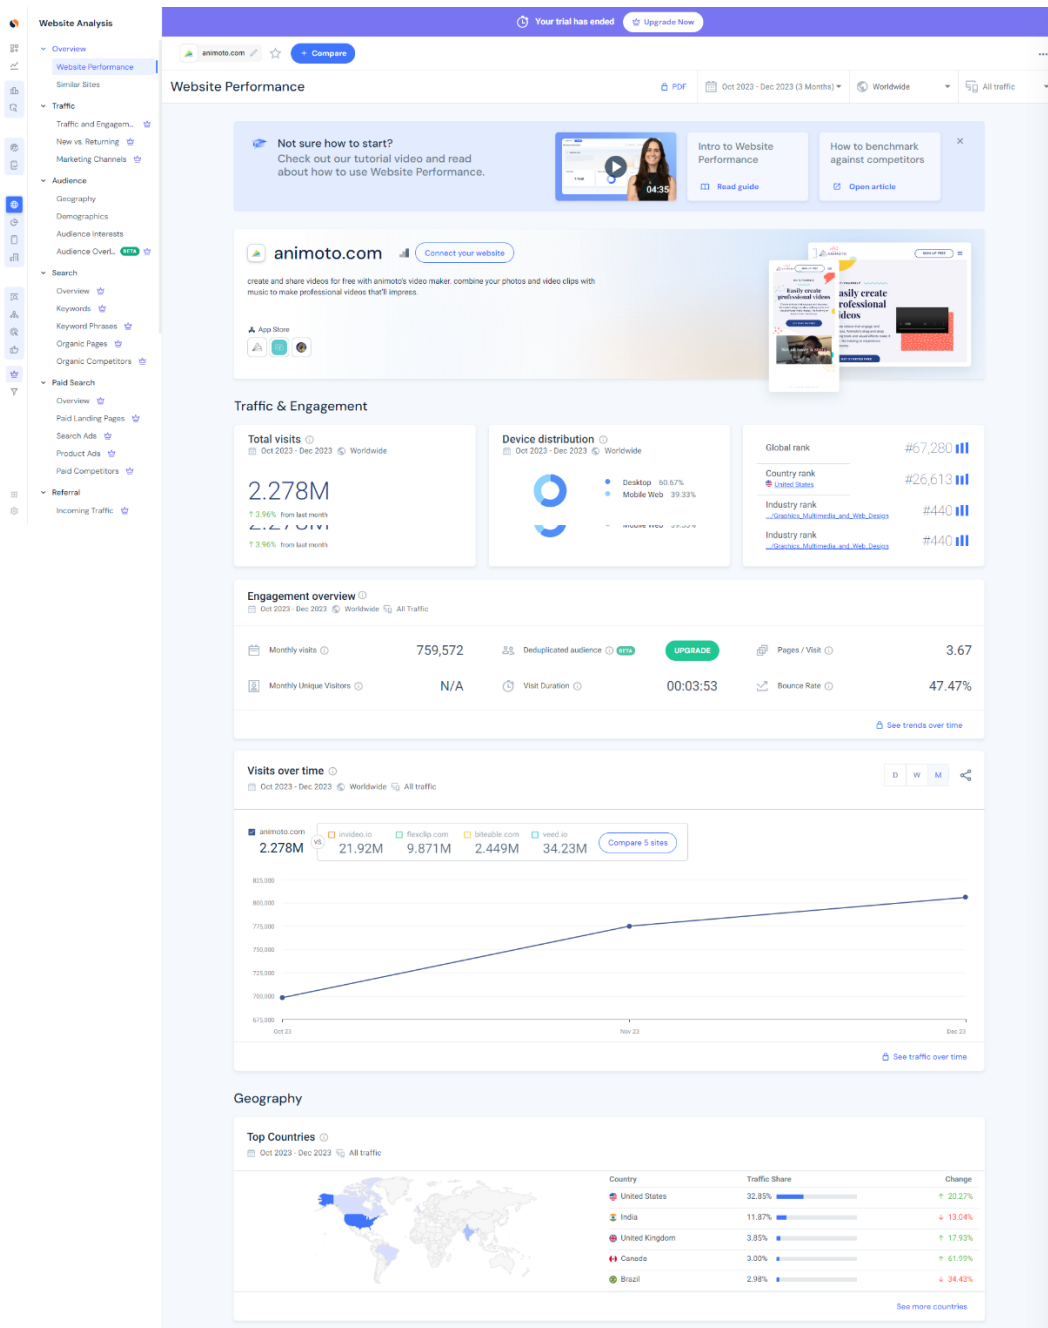 Website Analysis
Your trial has ended
Upgrade Now
Overview
Website Performance
Similar Sites
Traffic
Traffic and Engagem...
New vs. Returning
Marketing Channels
Audience
Geography
Demographics
Audience Interests
Audience Overl... BETA
Search
Overview
Keywords
Keyword Phrases
Organic Pages
Organic Competitors
Paid Search
Overview
Paid Landing Pages
Search Ads
Product Ads
Paid Competitors
Referral
Incoming Traffic
animoto.com
+ Compare
Website Performance
PDF
Oct 2023 - Dec 2023 (3 Months)
Worldwide
All traffic
Not sure how to start?
Check out our tutorial video and read
about how to use Website Performance.
04:35
Intro to Website
Performance
Read guide
How to benchmark
against competitors
Open article
animoto.com
Connect your website
create and share videos for free with animoto's video maker. combine your photos and video clips with
music to make professional videos that'll impress.
App Store
Easily create
professional videos
Traffic & Engagement
Total visits
Oct 2023 - Dec 2023 Worldwide
2.278M
↑ 3.96% from last month
2.278M
↑ 3.96% from last month
Device distribution
Oct 2023 - Dec 2023 Worldwide
Desktop 60.67%
Mobile Web 39.33%
Mobile Web 39.33%
Global rank #67,280
Country rank
United States
#26,613
Industry rank
.../Graphics_Multimedia_and_Web_Design
#440
Industry rank
.../Graphics_Multimedia_and_Web_Design
#440
Engagement overview
Oct 2023 - Dec 2023 Worldwide All Traffic
Monthly visits 759,572
Deduplicated audience BETA UPGRADE
Pages / Visit 3.67
Monthly Unique Visitors N/A
Visit Duration 00:03:53
Bounce Rate 47.47%
See trends over time
Visits over time
Oct 2023 - Dec 2023 Worldwide All traffic
D W M
animoto.com
2.278M
VS
invideo.io
21.92M
flexclip.com
9.871M
biteable.com
2.449M
veed.io
34.23M
Compare 5 sites
825,000
800,000
775,000
750,000
725,000
700,000
675,000
Oct 23 Nov 23 Dec 23
See traffic over time
Geography
Top Countries
Oct 2023 - Dec 2023 All traffic
Country Traffic Share Change
United States 32.85% ↑ 20.27%
India 11.87% ↓ 13.04%
United Kingdom 3.85% ↑ 17.93%
Canada 3.00% ↑ 61.99%
Brazil 2.98% ↓ 34.43%
See more countries